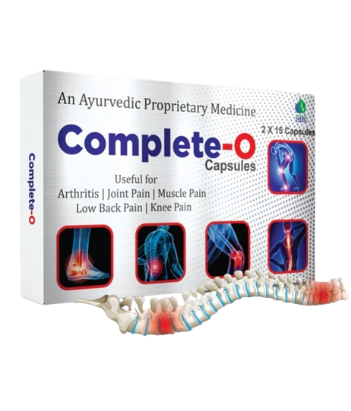 An Ayurvedic Proprietary Medicine
2 X 15 Capsules
Complete-O
Capsules
Useful for
Arthritis | Joint Pain | Muscle Pain
Low Back Pain | Knee Pain
Complete-O